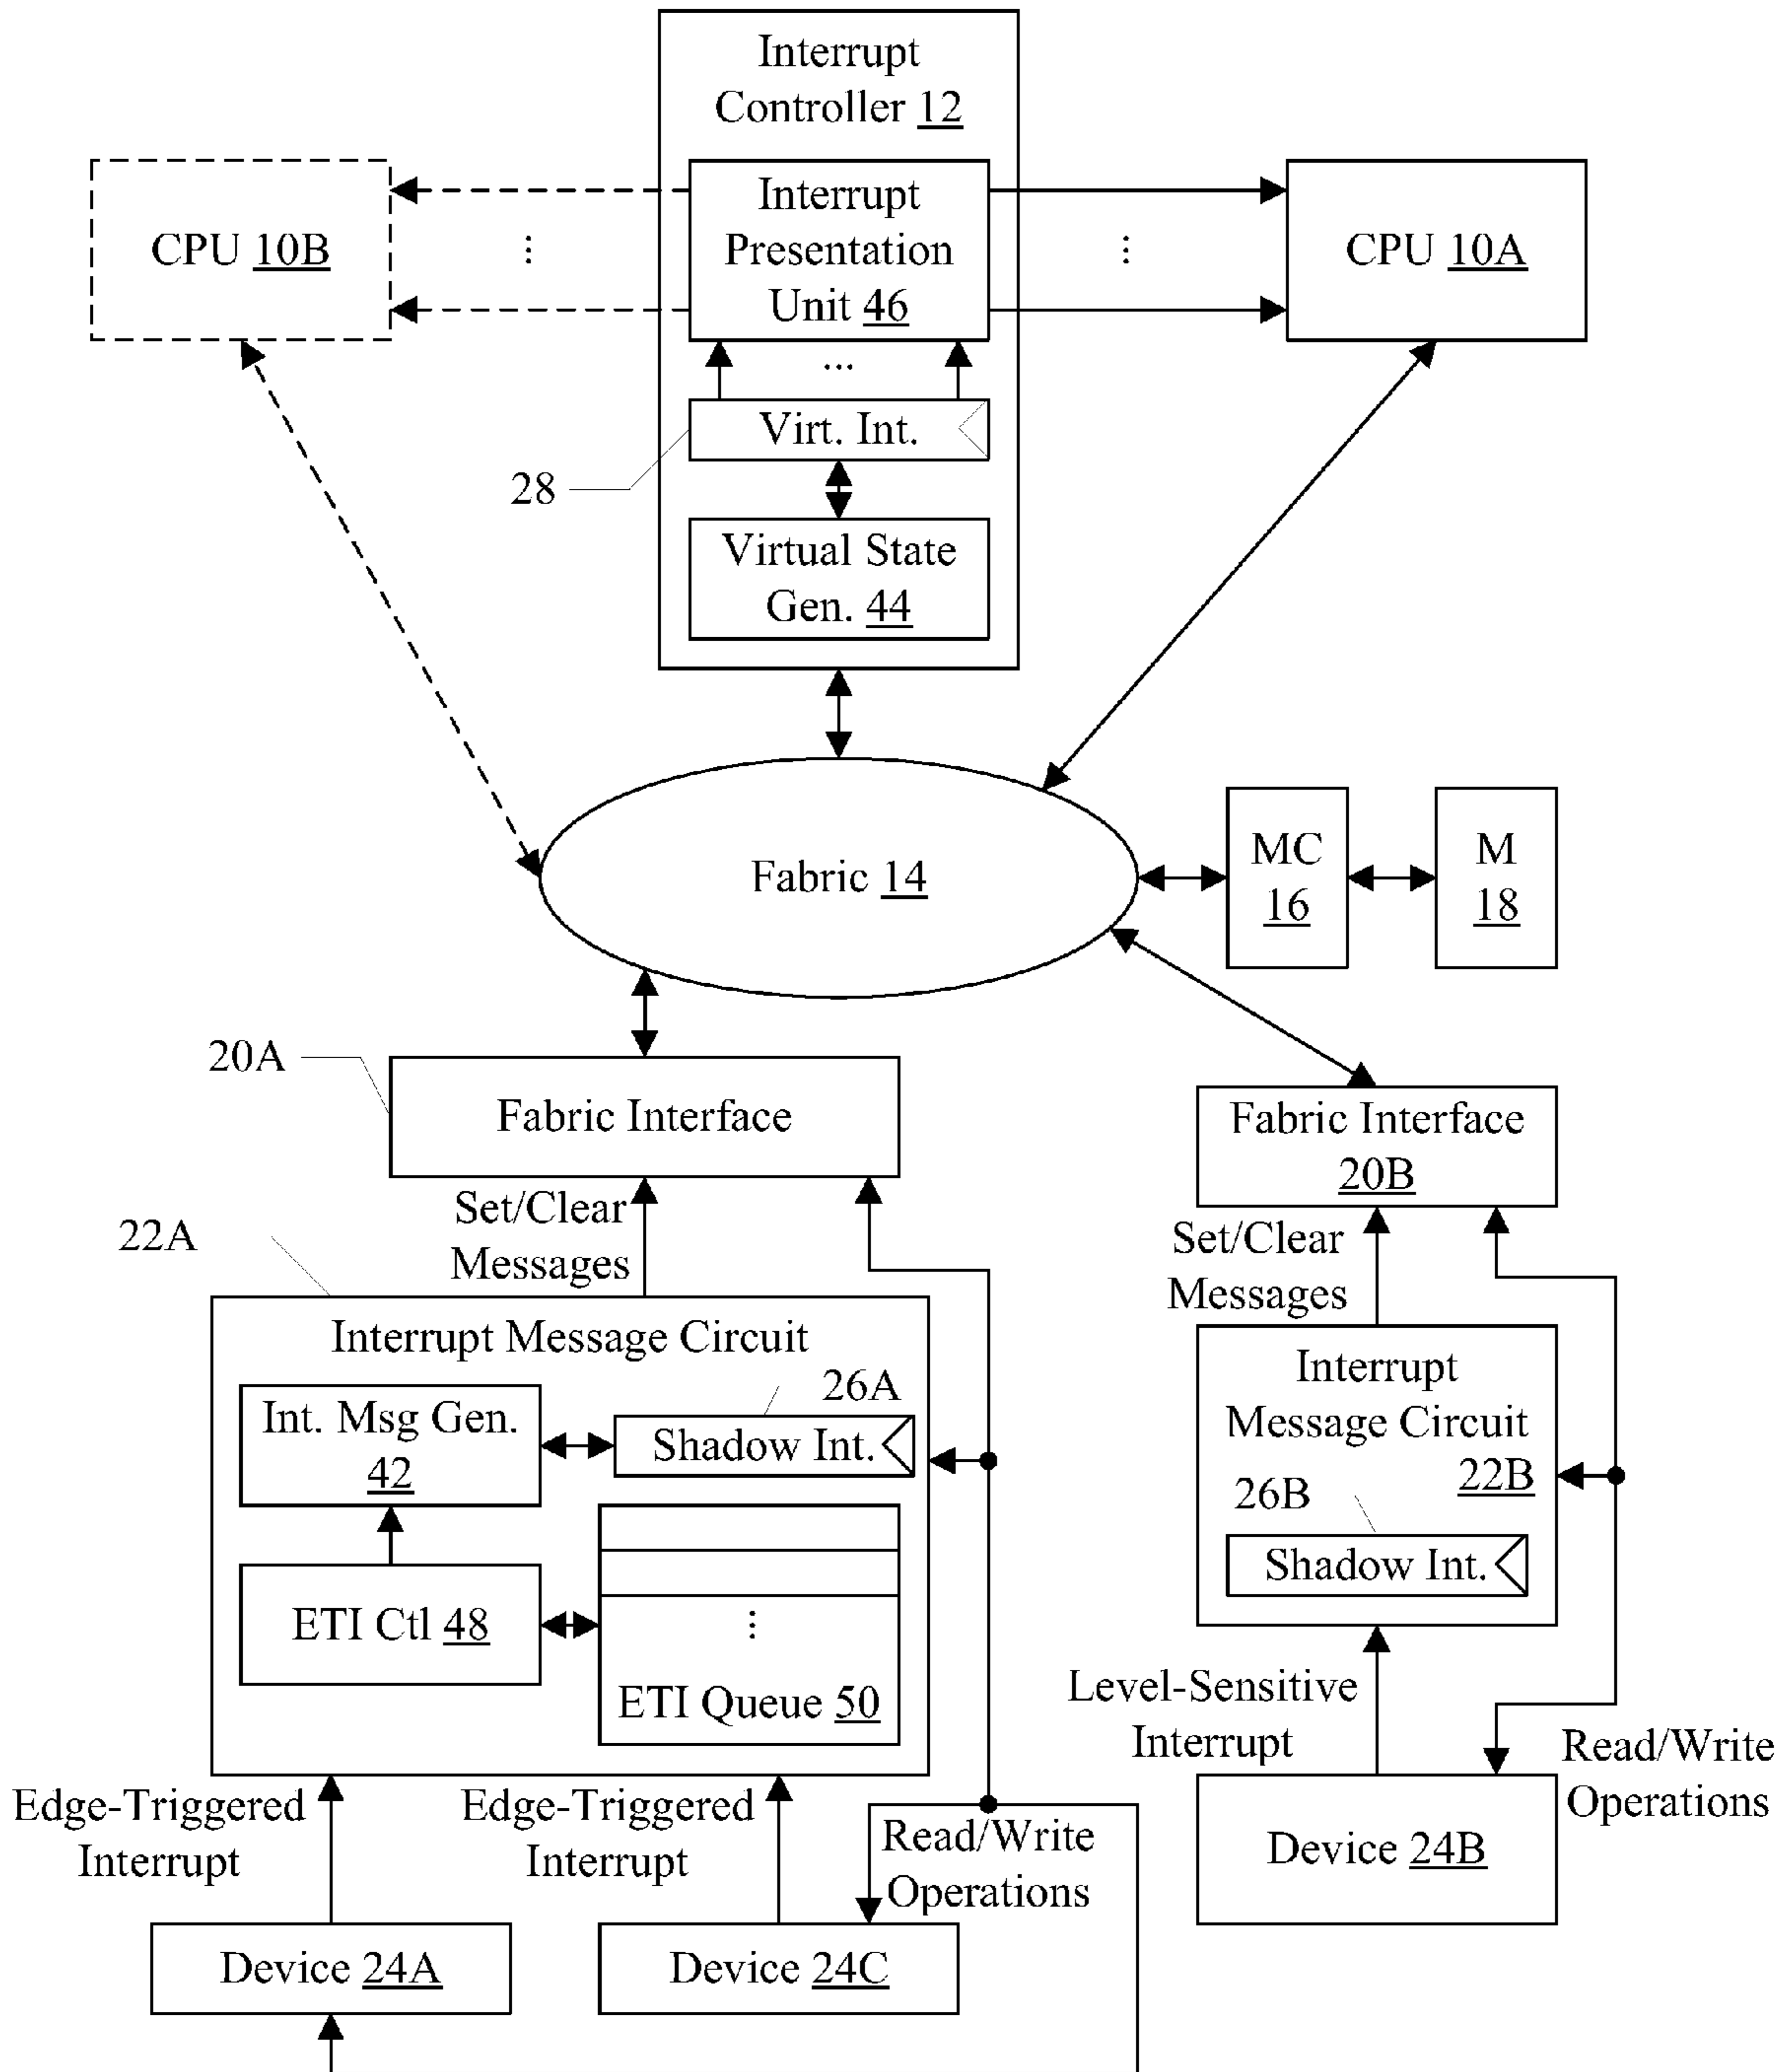 Interrupt
Controller 12
Interrupt
Presentation
Unit 46
CPU 10B
⋮
⋮
CPU 10A
...
Virt. Int.
28
Virtual State
Gen. 44
Fabric 14
MC
16
M
18
20A
Fabric Interface
Fabric Interface
20B
Set/Clear
Messages
22A
Set/Clear
Messages
Interrupt Message Circuit
26A
Int. Msg Gen.
42
Shadow Int.
ETI Ctl 48
⋮
ETI Queue 50
Interrupt
Message Circuit
22B
26B
Shadow Int.
Level-Sensitive
Interrupt
Read/Write
Operations
Edge-Triggered
Interrupt
Edge-Triggered
Interrupt
Read/Write
Operations
Device 24B
Device 24A
Device 24C